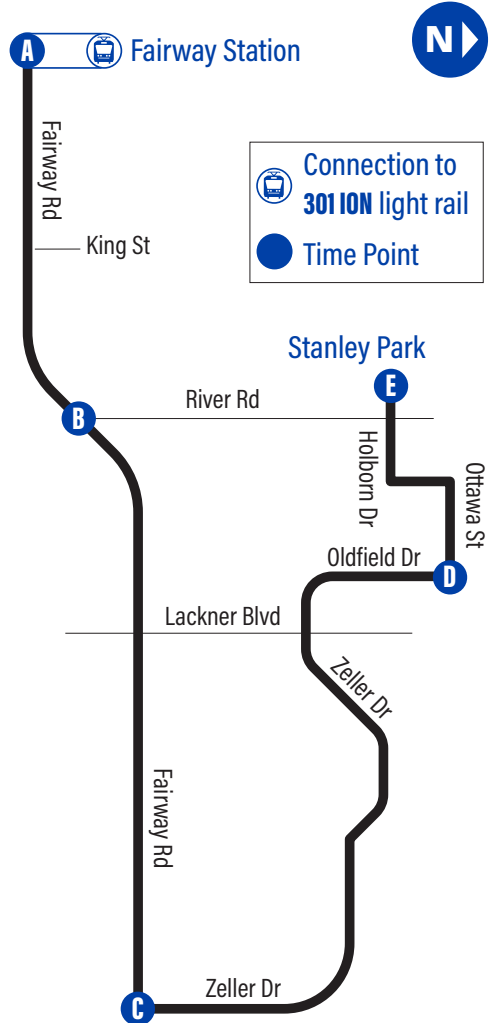 A
Fairway Station
N
Fairway Rd
Connection to
301 ION light rail
Time Point
King St
Stanley Park
E
River Rd
B
Holborn Dr
Ottawa St
Oldfield Dr
D
Lackner Blvd
Zeller Dr
Fairway Rd
Zeller Dr
C